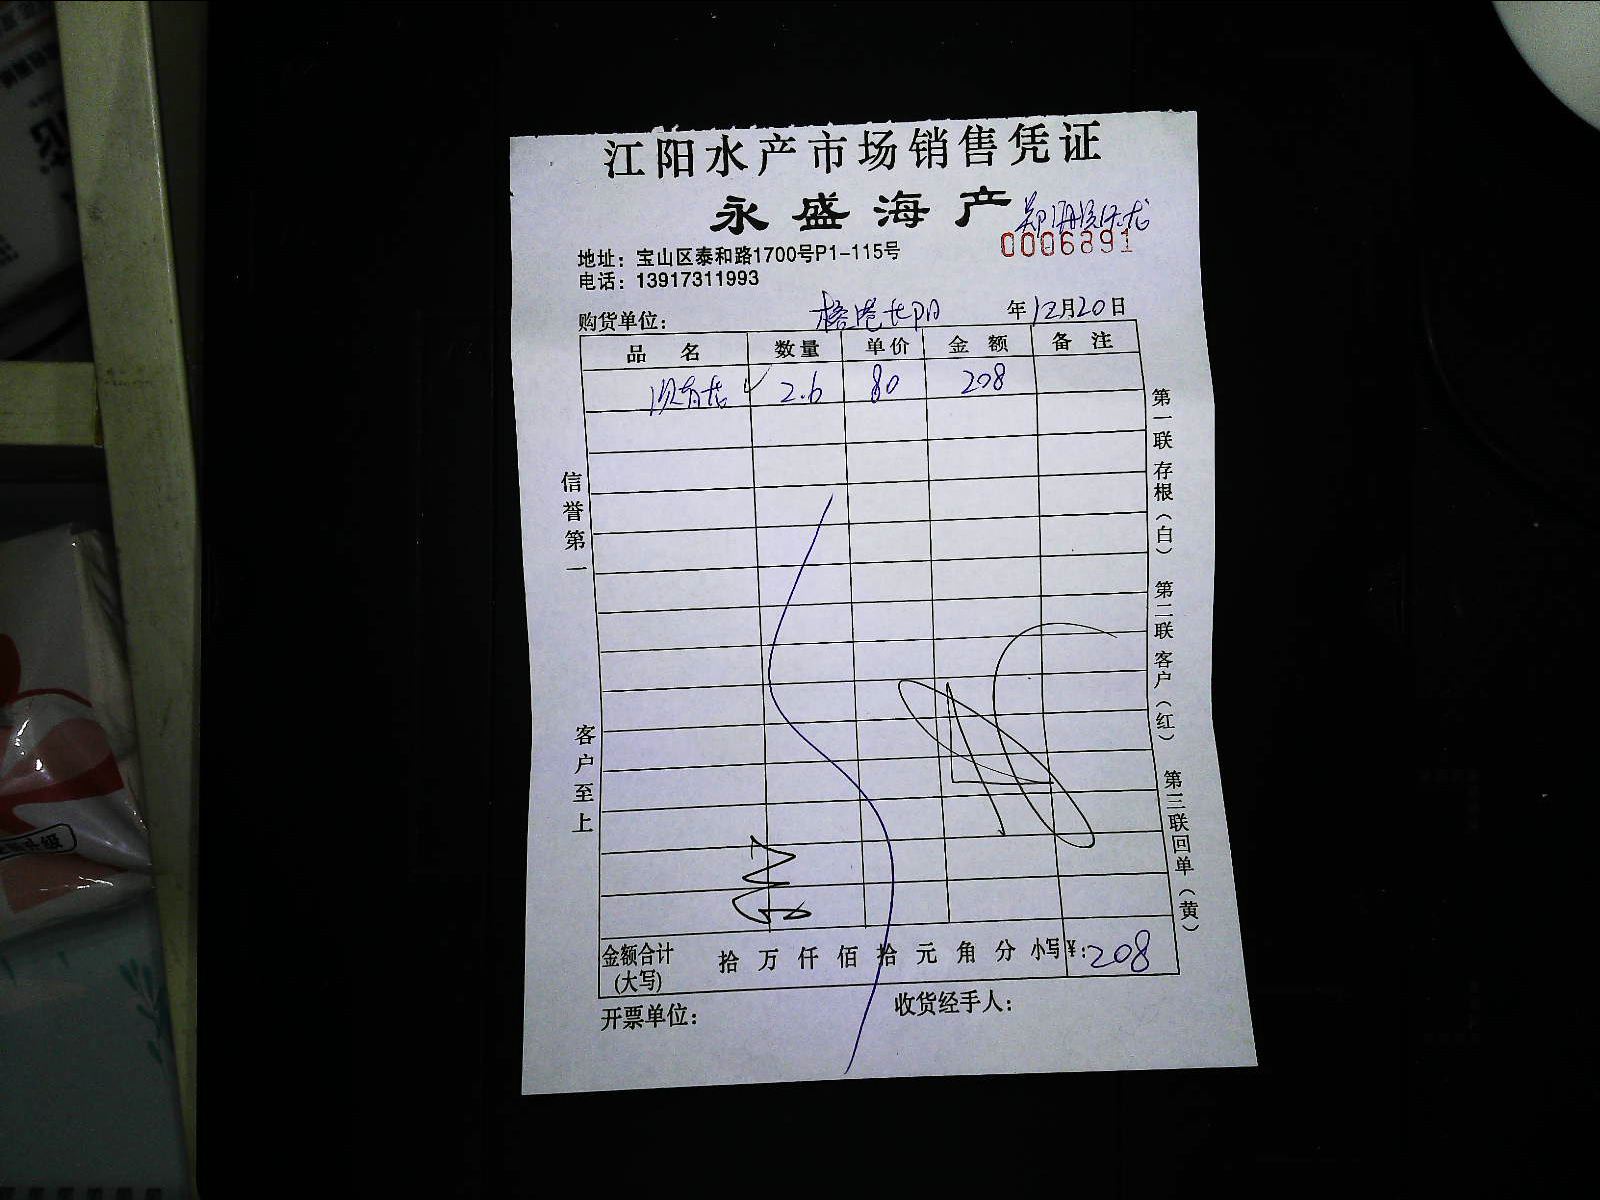 江阳水产市场销售凭证
永盛海产
0006891
地址：宝山区泰和路1700号P1-115号
电话：13917311993
购货单位： 榕港长阳 年12月20日
品 名 数量 单价 金 额 备 注
2.6 80 208
信誉第一
客户至上
第一联存根（白） 第二联客户（红） 第三联回单（黄）
金额合计(大写) 拾 万 仟 佰 拾 元 角 分 小写¥:208
开票单位： 收货经手人：